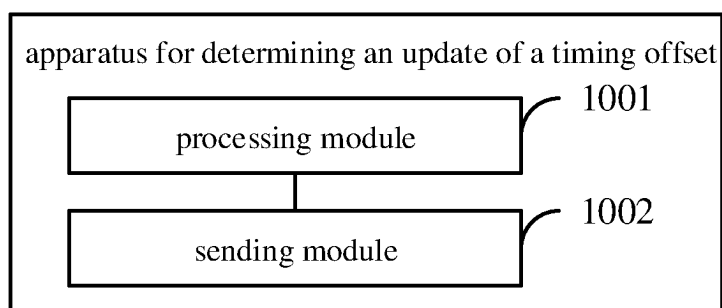 apparatus for determining an update of a timing offset
processing module
1001
sending module
1002